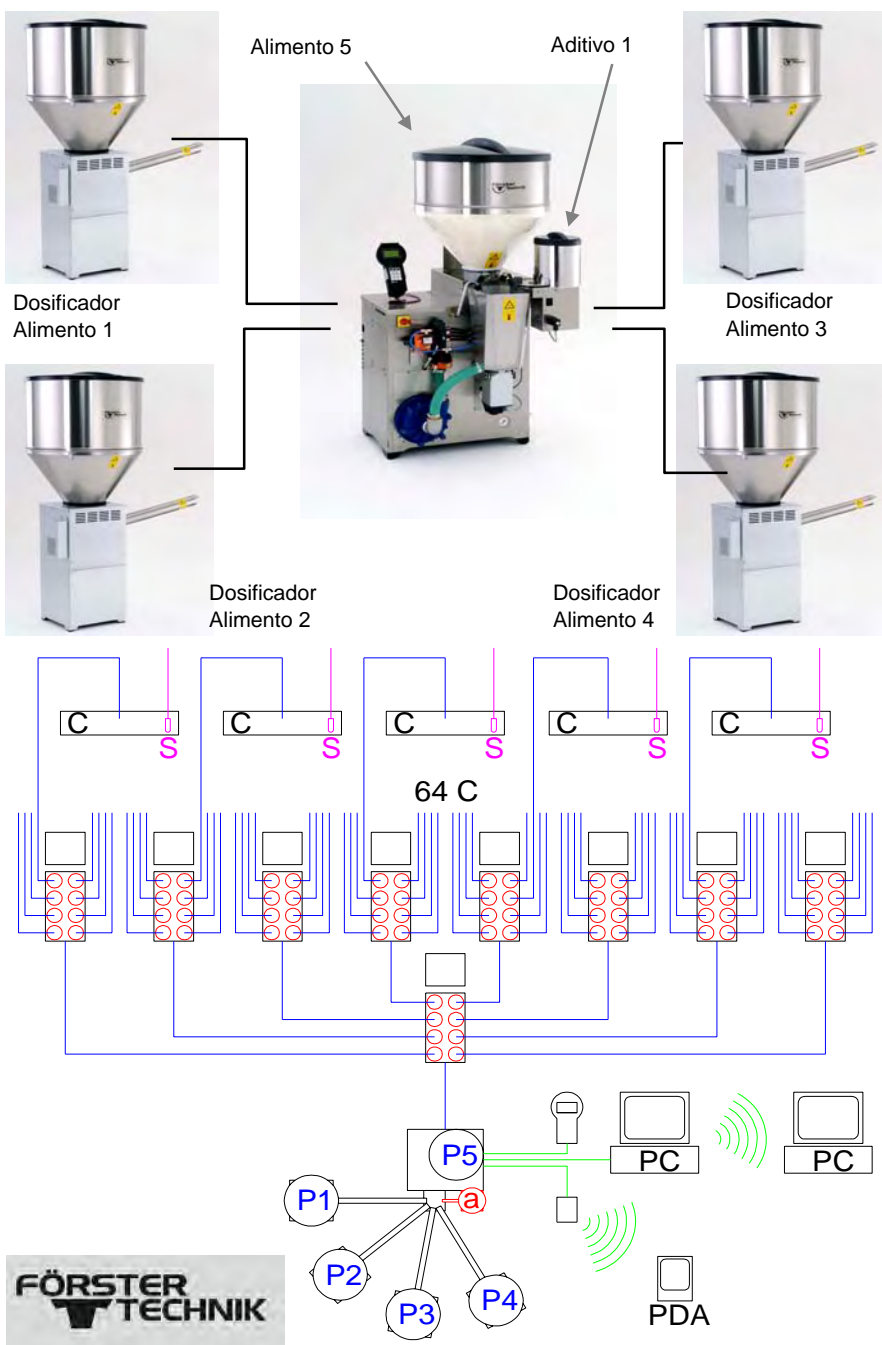 Alimento 5
Aditivo 1
Dosificador
Alimento 1
Dosificador
Alimento 3
Dosificador
Alimento 2
Dosificador
Alimento 4
C
S
C
S
C
S
C
S
C
S
64 C
P5
a
P1
P2
P3
P4
PC
PC
PDA
FÖRSTER
TECHNIK